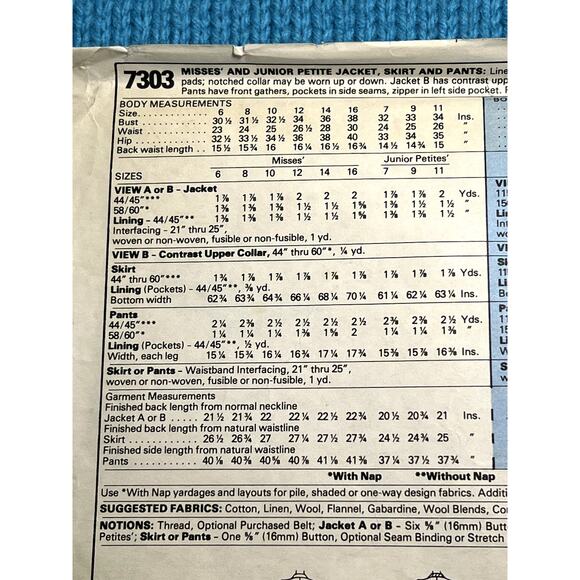 7303 MISSES' AND JUNIOR PETITE JACKET, SKIRT AND PANTS: Line
pads; notched collar may be worn up or down. Jacket B has contrast upp
Pants have front gathers, pockets in side seams, zipper in left side pocket. P
BODY MEASUREMENTS
Size 6 8 10 12 14 16 7 9 11
Bust 30½ 31½ 32½ 34 36 38 32 33 34 Ins.
Waist 23 24 25 26½ 28 30 24 25 26 "
Hip 32½ 33½ 34½ 36 38 40 33½ 34 35 "
Back waist length 15½ 15¾ 16 16¼ 16½ 16¾ 14½ 14¾ 15 "
Misses' Junior Petites'
SIZES 6 8 10 12 14 16 7 9 11
VIEW A or B - Jacket
44/45"*** 1⅞ 1⅞ 1⅞ 2 2 2 1⅞ 1⅞ 2 Yds.
58/60"* 1⅜ 1⅜ 1⅜ 1½ 1½ 1⅝ 1⅜ 1⅜ 1½ "
Lining - 44/45"** 1⅜ 1⅜ 1⅜ 1½ 1½ 1½ 1⅜ 1½ 1½ "
Interfacing - 21" thru 25",
woven or non-woven, fusible or non-fusible, 1 yd.
VIEW B - Contrast Upper Collar, 44" thru 60"*, ¼ yd.
Skirt
44" thru 60"*** 1¾ 1⅞ 1⅞ 1⅞ 1⅞ 1⅞ 1⅞ 1⅞ 1⅞ Yds.
Lining (Pockets) - 44/45"**, ⅜ yd.
Bottom width 62¾ 63¾ 64¾ 66¼ 68¼ 70¼ 61¼ 62¼ 63¼ Ins.
Pants
44/45"*** 2¼ 2⅜ 2⅜ 2½ 2½ 2½ 2⅜ 2½ 2½ Yds.
58/60"* 1¼ 1¼ 1⅜ 1⅜ 1⅝ 2 1¼ 1⅜ 1⅜ "
Lining (Pockets) - 44/45"**, ½ yd.
Width, each leg 15¼ 15¾ 16¼ 16¾ 17¼ 17¾ 15⅜ 15⅞ 16⅜ Ins.
Skirt or Pants - Waistband Interfacing, 21" thru 25",
woven or non-woven, fusible or non-fusible, 1 yd.
Garment Measurements
Finished back length from normal neckline
Jacket A or B 21½ 21¾ 22 22¼ 22½ 22¾ 20½ 20¾ 21 Ins.
Finished back length from natural waistline
Skirt 26½ 26¾ 27 27¼ 27½ 27¾ 24½ 24¾ 25 "
Finished side length from natural waistline
Pants 40⅛ 40⅜ 40⅝ 40⅞ 41⅛ 41⅜ 37¼ 37½ 37¾ "
*With Nap **Without Nap
Use *With Nap yardages and layouts for pile, shaded or one-way design fabrics. Additi
SUGGESTED FABRICS: Cotton, Linen, Wool, Flannel, Gabardine, Wool Blends, Co
NOTIONS: Thread, Optional Purchased Belt; Jacket A or B - Six ⅝" (16mm) Butt
Petites'; Skirt or Pants - One ⅝" (16mm) Button, Optional Seam Binding or Stretch